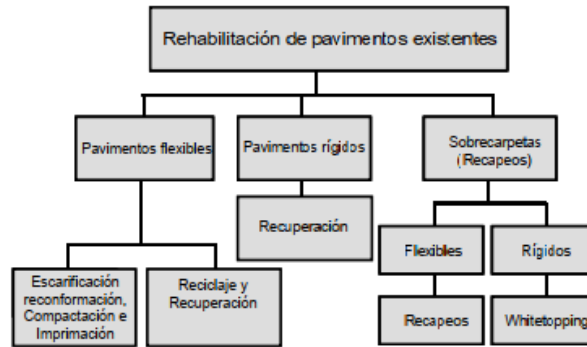 Rehabilitación de pavimentos existentes
Pavimentos flexibles
Pavimentos rígidos
Sobrecarpetas
(Recapeos)
Recuperación
Flexibles
Rígidos
Escarificación
reconformación,
Compactación e
Imprimación
Reciclaje y
Recuperación
Recapeos
Whitetopping